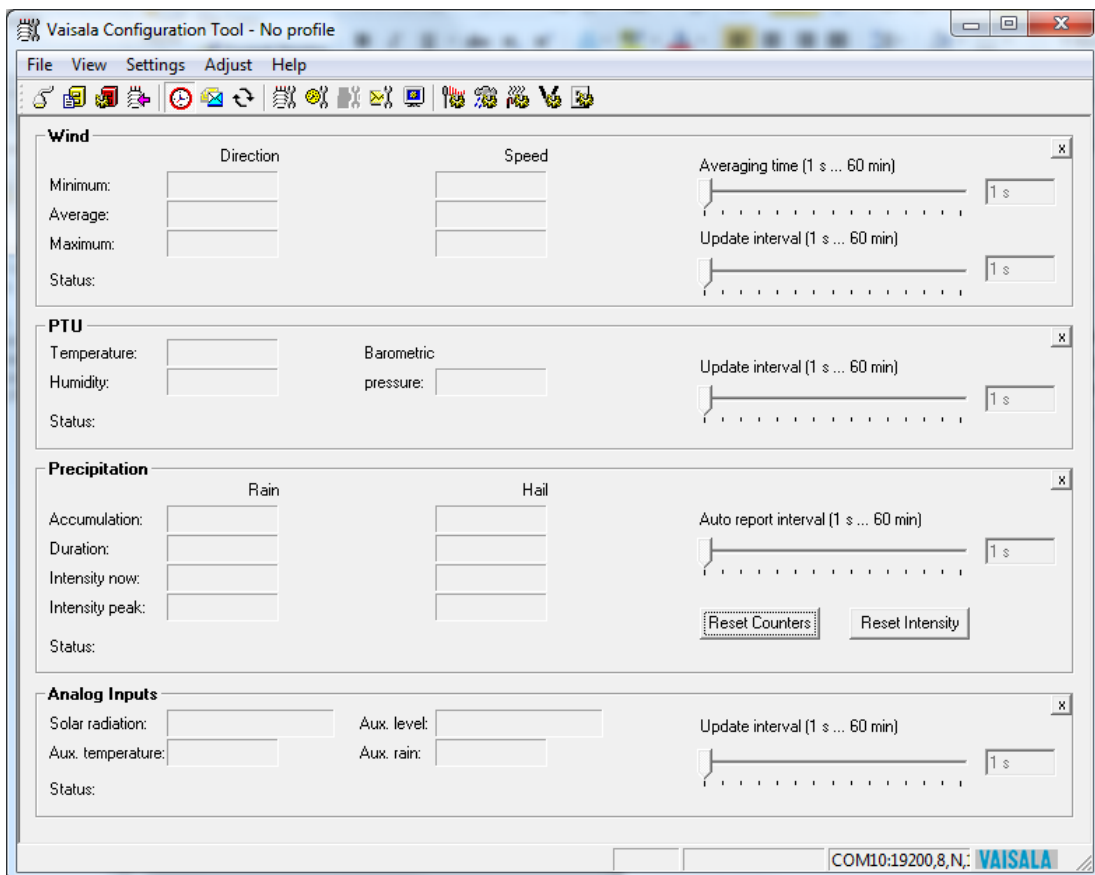 Vaisala Configuration Tool - No profile
File View Settings Adjust Help
Wind
Direction Speed
Minimum:
Average:
Maximum:
Status:
Averaging time (1 s ... 60 min)
1 s
Update interval (1 s ... 60 min)
1 s
x
PTU
Temperature: Barometric
Humidity: pressure:
Status:
Update interval (1 s ... 60 min)
1 s
x
Precipitation
Rain Hail
Accumulation:
Duration:
Intensity now:
Intensity peak:
Status:
Auto report interval (1 s ... 60 min)
1 s
Reset Counters Reset Intensity
x
Analog Inputs
Solar radiation: Aux. level:
Aux. temperature: Aux. rain:
Status:
Update interval (1 s ... 60 min)
1 s
x
COM10:19200,8,N, VAISALA